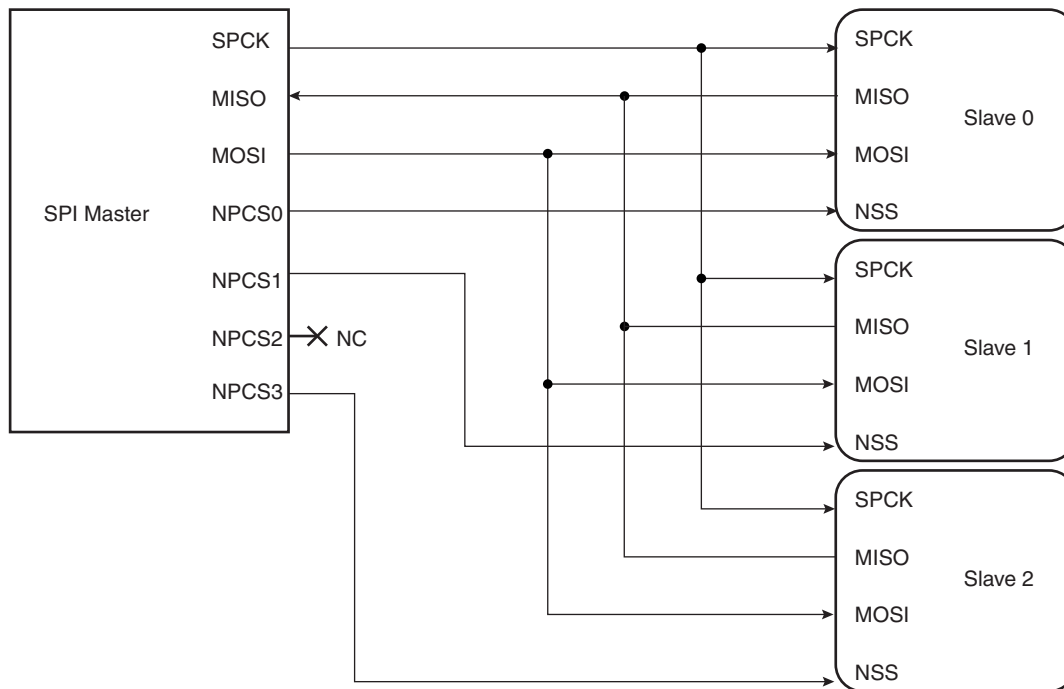 SPI Master
SPCK
MISO
MOSI
NPCS0
NPCS1
NPCS2
NC
NPCS3
SPCK
MISO
Slave 0
MOSI
NSS
SPCK
MISO
Slave 1
MOSI
NSS
SPCK
MISO
Slave 2
MOSI
NSS